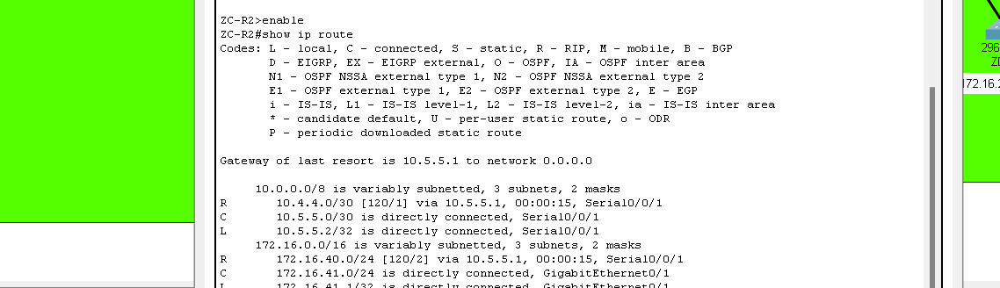 ZC-R2>enable
ZC-R2#show ip route
Codes: L - local, C - connected, S - static, R - RIP, M - mobile, B - BGP
D - EIGRP, EX - EIGRP external, O - OSPF, IA - OSPF inter area
N1 - OSPF NSSA external type 1, N2 - OSPF NSSA external type 2
E1 - OSPF external type 1, E2 - OSPF external type 2, E - EGP
i - IS-IS, L1 - IS-IS level-1, L2 - IS-IS level-2, ia - IS-IS inter area
* - candidate default, U - per-user static route, o - ODR
P - periodic downloaded static route
Gateway of last resort is 10.5.5.1 to network 0.0.0.0
10.0.0.0/8 is variably subnetted, 3 subnets, 2 masks
R 10.4.4.0/30 [120/1] via 10.5.5.1, 00:00:15, Serial0/0/1
C 10.5.5.0/30 is directly connected, Serial0/0/1
L 10.5.5.2/32 is directly connected, Serial0/0/1
172.16.0.0/16 is variably subnetted, 3 subnets, 2 masks
R 172.16.40.0/24 [120/2] via 10.5.5.1, 00:00:15, Serial0/0/1
C 172.16.41.0/24 is directly connected, GigabitEthernet0/1
L 172.16.41.1/32 is directly connected, GigabitEthernet0/1
296
172.16.2